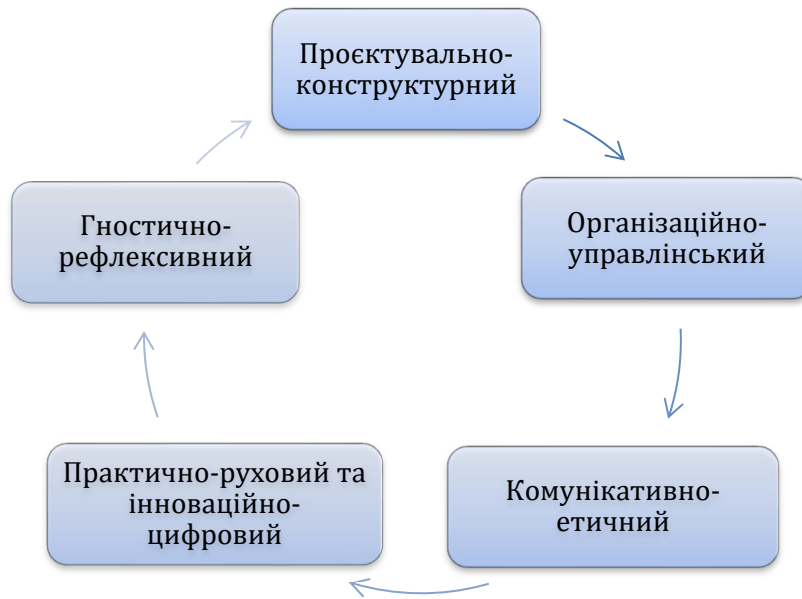 Проєктувально-
конструктурний
Організаційно-
управлінський
Комунікативно-
етичний
Практично-руховий та
інноваційно-
цифровий
Гностично-
рефлексивний